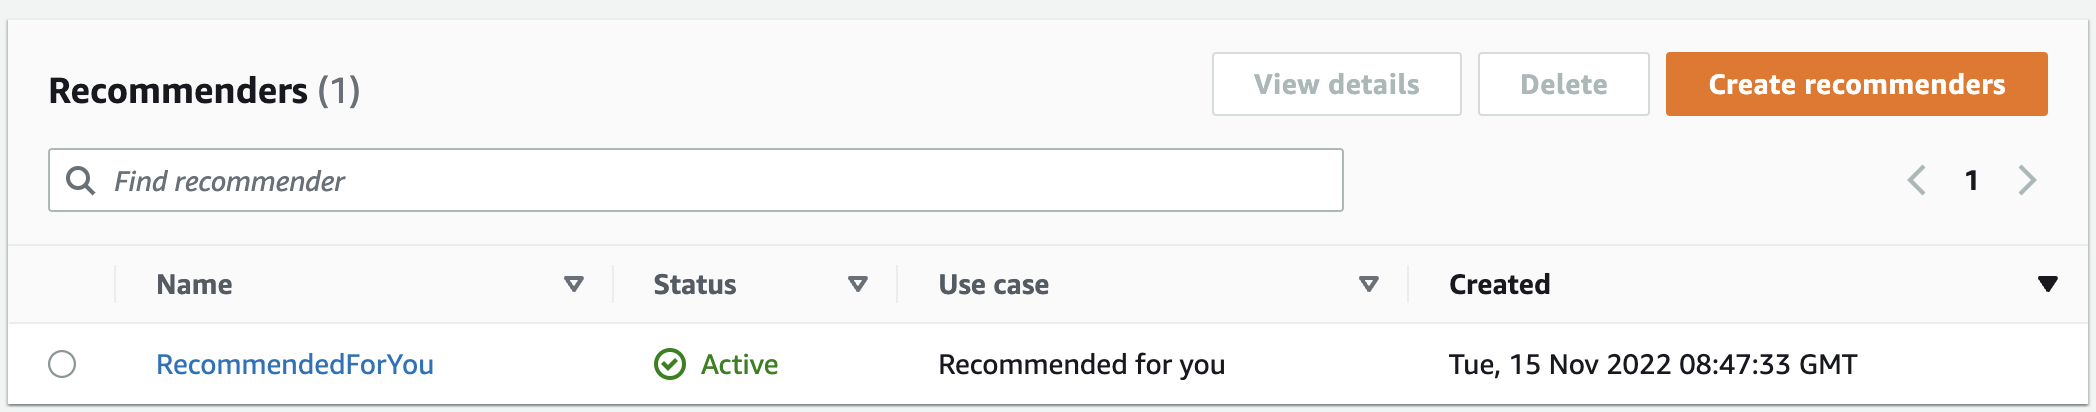 Recommenders (1)
View details
Delete
Create recommenders
Find recommender
1
Name Status Use case Created
RecommendedForYou Active Recommended for you Tue, 15 Nov 2022 08:47:33 GMT